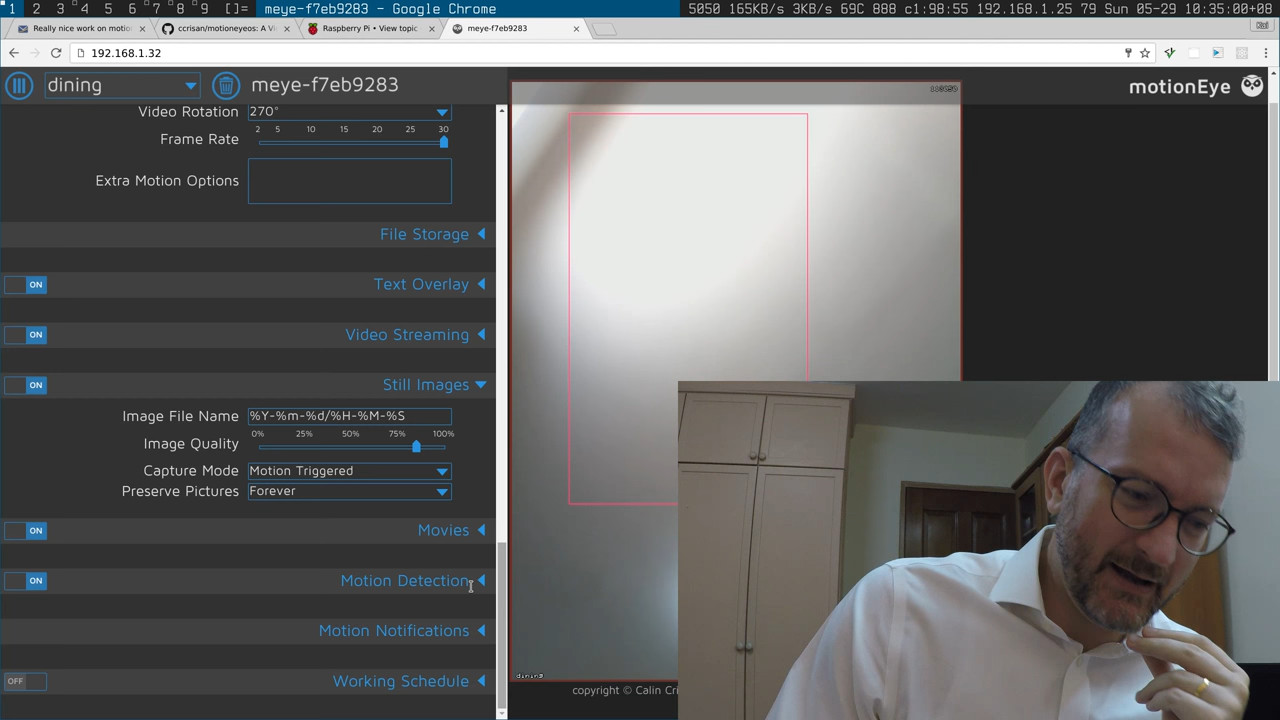 1 2 3 4 5 6 7 8 9 []= meye-f7eb9283 - Google Chrome 5050 165KB/s 3KB/s 69C 888 c1:98:55 192.168.1.25 79 Sun 05-29 10:35:00+08
Really nice work on motio ccrisan/motioneyeos: A Vi Raspberry Pi • View topic meye-f7eb9283 Kai
192.168.1.32
dining meye-f7eb9283 motionEye
Video Rotation 270°
2 5 10 15 20 25 30
Frame Rate
Extra Motion Options
File Storage
ON Text Overlay
ON Video Streaming
ON Still Images
Image File Name %Y-%m-%d/%H-%M-%S
0% 25% 50% 75% 100%
Image Quality
Capture Mode Motion Triggered
Preserve Pictures Forever
ON Movies
ON Motion Detection
Motion Notifications
OFF Working Schedule
dining
copyright © Calin Cri